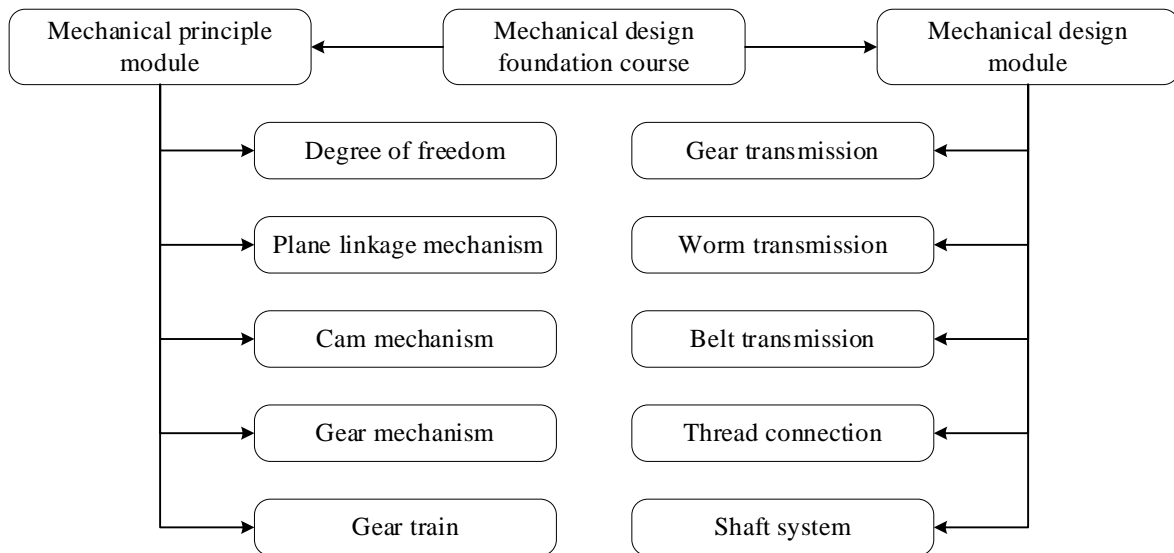 Mechanical principle
module
Mechanical design
foundation course
Mechanical design
module
Degree of freedom
Gear transmission
Plane linkage mechanism
Worm transmission
Cam mechanism
Belt transmission
Gear mechanism
Thread connection
Gear train
Shaft system